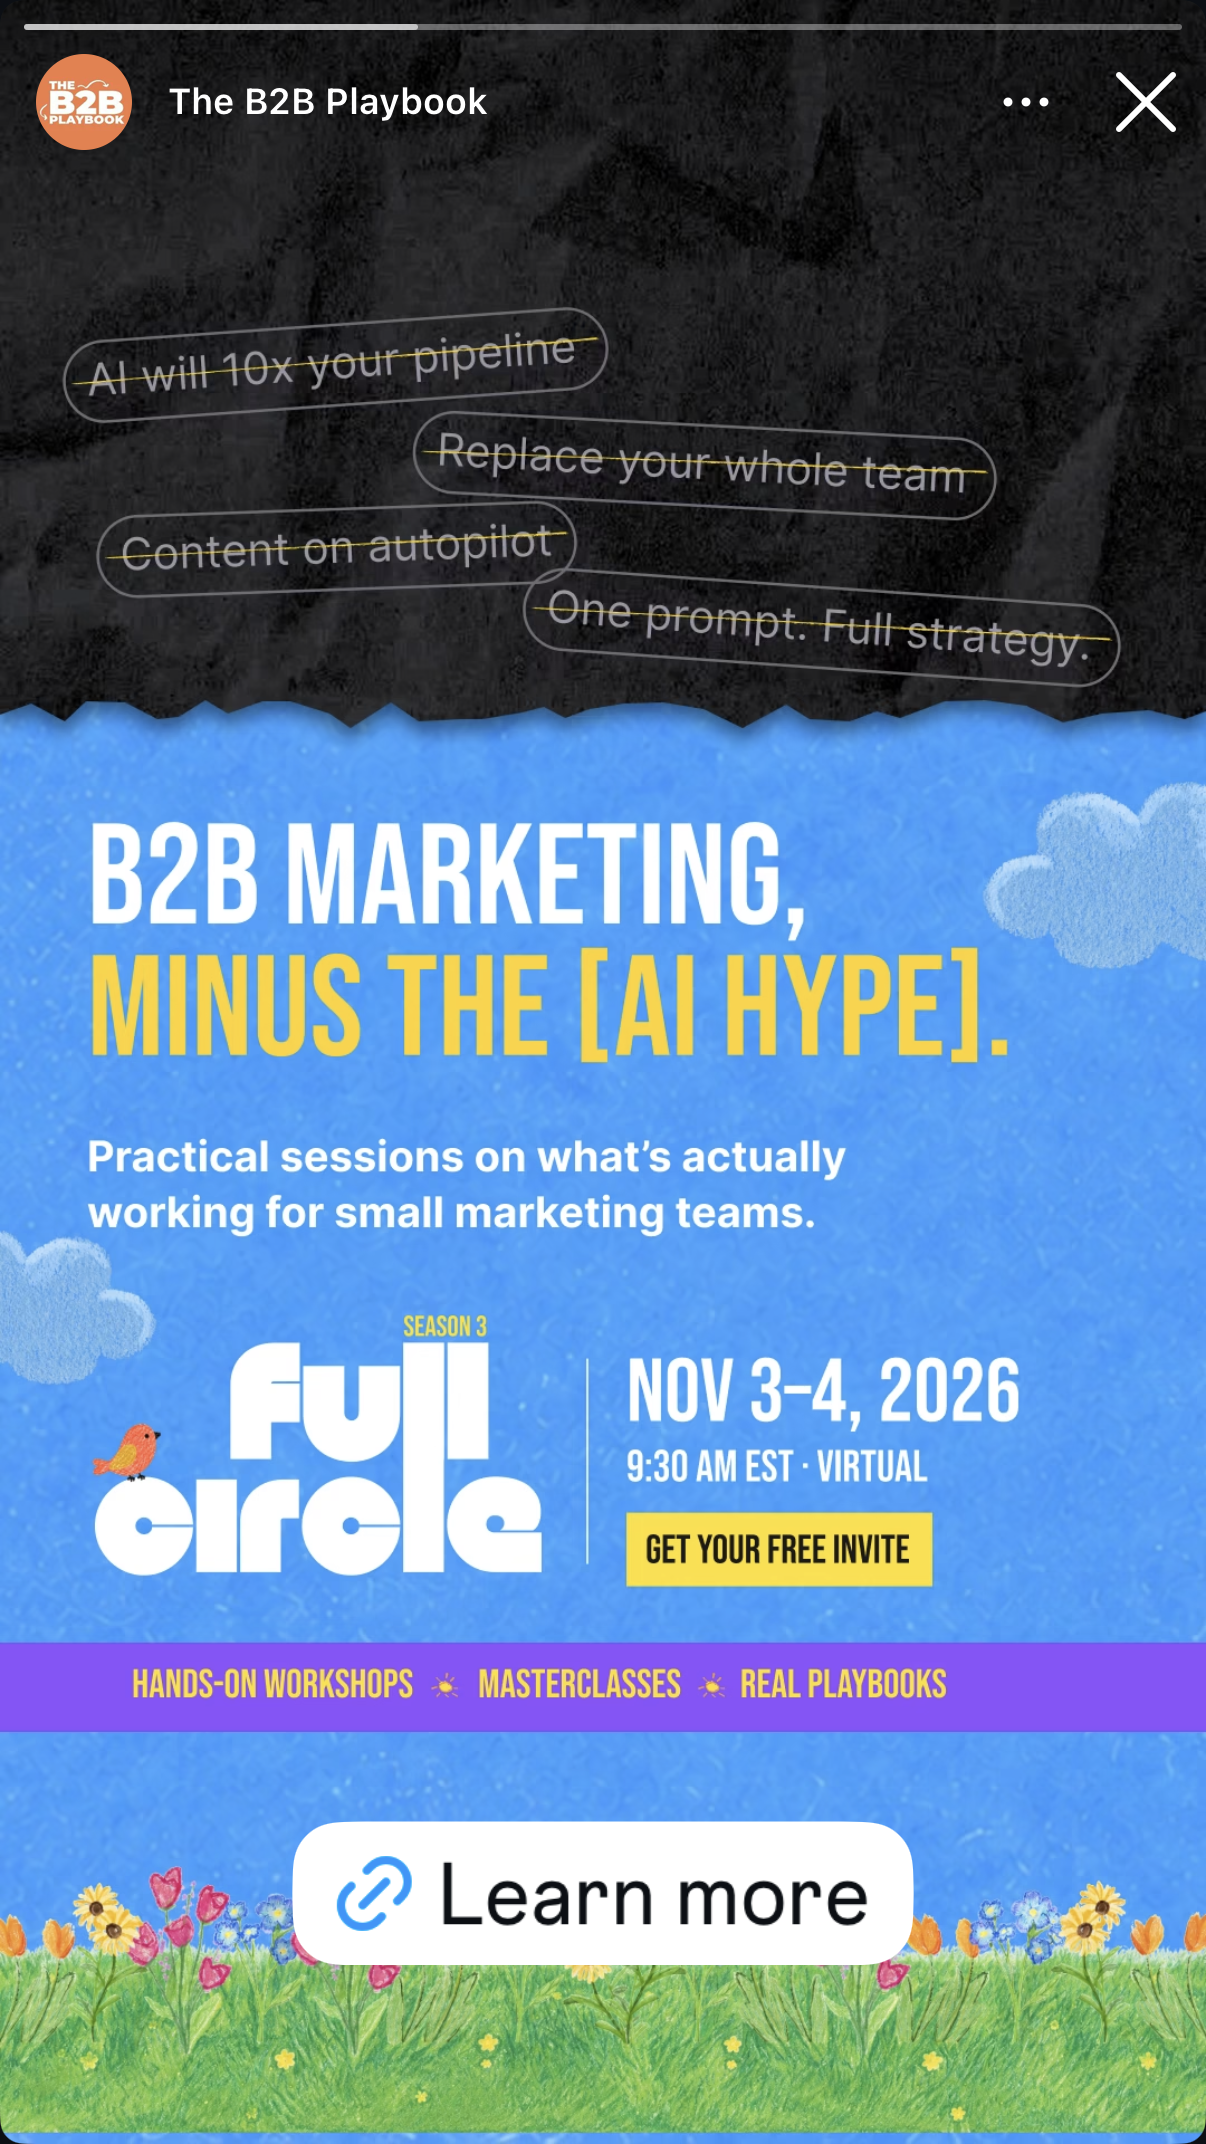 THE
B2B
PLAYBOOK
The B2B Playbook
AI will 10x your pipeline
Replace your whole team
Content on autopilot
One prompt. Full strategy.
B2B MARKETING,
MINUS THE [AI HYPE].
Practical sessions on what’s actually
working for small marketing teams.
SEASON 3
full
circle
NOV 3–4, 2026
9:30 AM EST · VIRTUAL
GET YOUR FREE INVITE
HANDS-ON WORKSHOPS MASTERCLASSES REAL PLAYBOOKS
Learn more